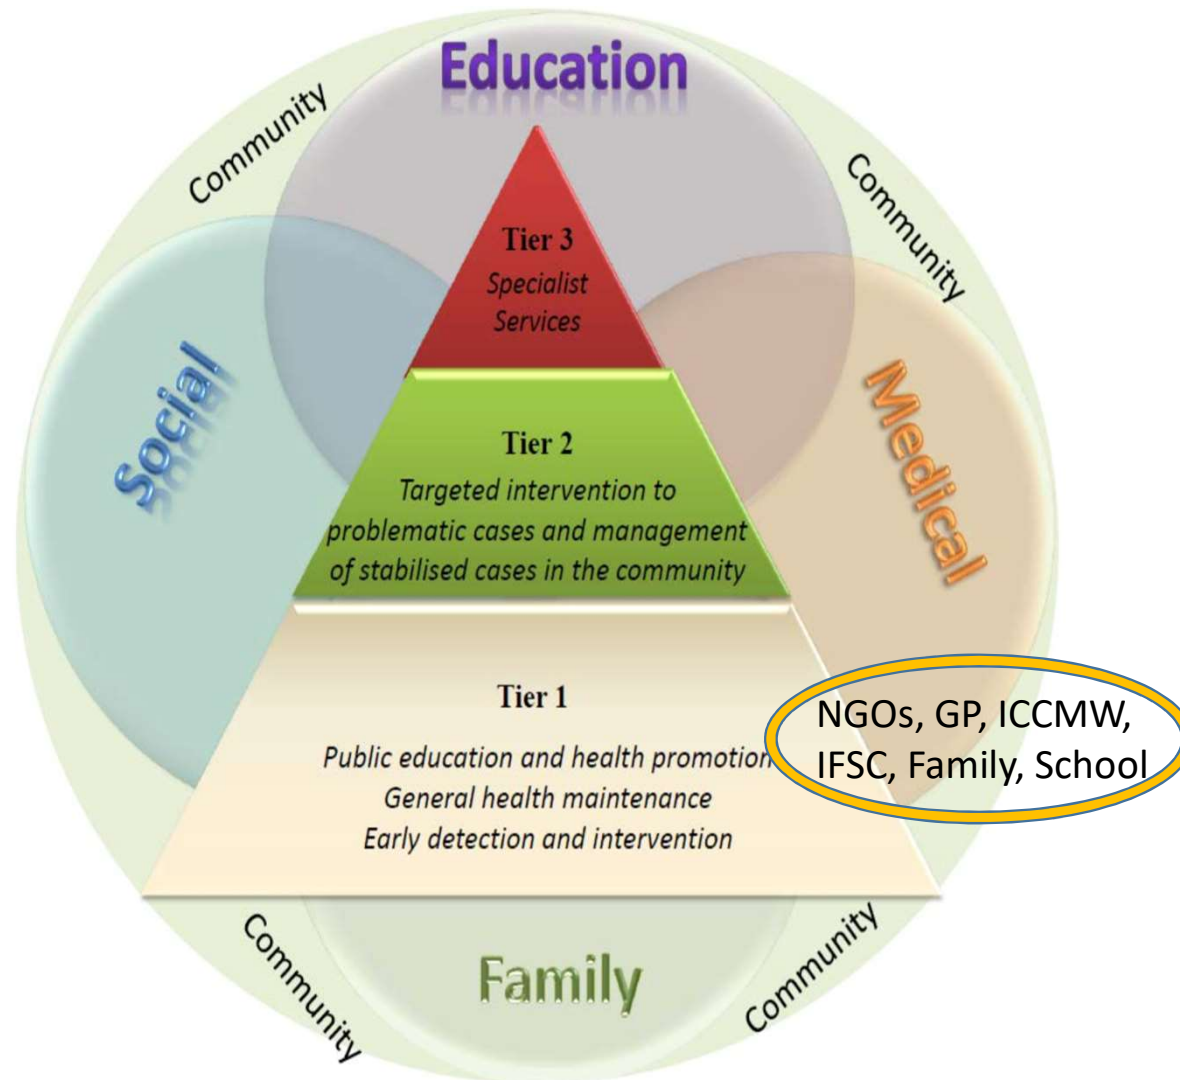 Education
Community
Community
Tier 3
Specialist
Services
Social
Medical
Tier 2
Targeted intervention to
problematic cases and management
of stabilised cases in the community
Tier 1
NGOs, GP, ICCMW,
IFSC, Family, School
Public education and health promotion
General health maintenance
Early detection and intervention
Community
Community
Family